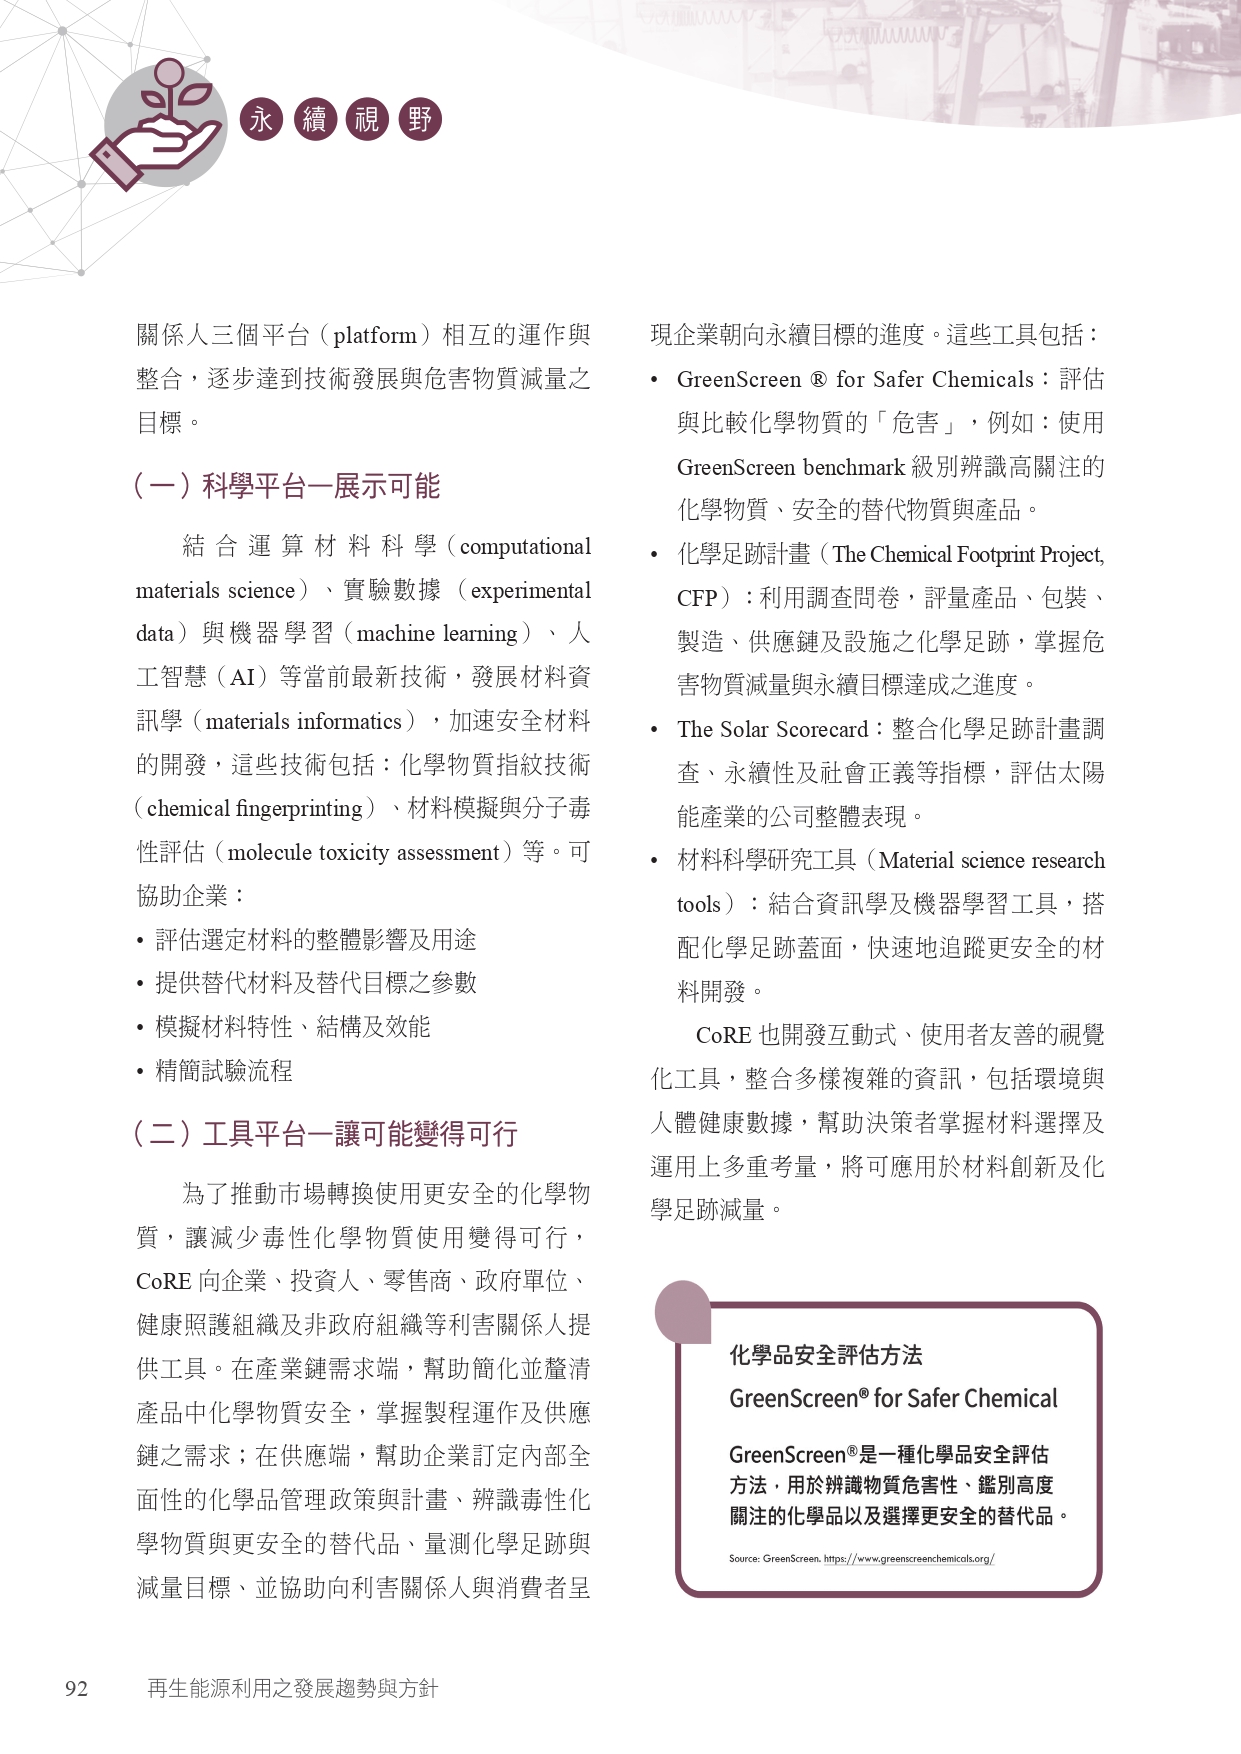 永續視野
關係人三個平台（platform）相互的運作與
整合，逐步達到技術發展與危害物質減量之
目標。
（一）科學平台—展示可能
結合運算材料科學（computational
materials science）、實驗數據（experimental
data）與機器學習（machine learning）、人
工智慧（AI）等當前最新技術，發展材料資
訊學（materials informatics），加速安全材料
的開發，這些技術包括：化學物質指紋技術
（chemical fingerprinting）、材料模擬與分子毒
性評估（molecule toxicity assessment）等。可
協助企業：
• 評估選定材料的整體影響及用途
• 提供替代材料及替代目標之參數
• 模擬材料特性、結構及效能
• 精簡試驗流程
（二）工具平台—讓可能變得可行
為了推動市場轉換使用更安全的化學物
質，讓減少毒性化學物質使用變得可行，
CoRE 向企業、投資人、零售商、政府單位、
健康照護組織及非政府組織等利害關係人提
供工具。在產業鏈需求端，幫助簡化並釐清
產品中化學物質安全，掌握製程運作及供應
鏈之需求；在供應端，幫助企業訂定內部全
面性的化學品管理政策與計畫、辨識毒性化
學物質與更安全的替代品、量測化學足跡與
減量目標、並協助向利害關係人與消費者呈
現企業朝向永續目標的進度。這些工具包括：
• GreenScreen ® for Safer Chemicals：評估
與比較化學物質的「危害」，例如：使用
GreenScreen benchmark 級別辨識高關注的
化學物質、安全的替代物質與產品。
• 化學足跡計畫（The Chemical Footprint Project,
CFP）：利用調查問卷，評量產品、包裝、
製造、供應鏈及設施之化學足跡，掌握危
害物質減量與永續目標達成之進度。
• The Solar Scorecard：整合化學足跡計畫調
查、永續性及社會正義等指標，評估太陽
能產業的公司整體表現。
• 材料科學研究工具（Material science research
tools）：結合資訊學及機器學習工具，搭
配化學足跡蓋面，快速地追蹤更安全的材
料開發。
CoRE 也開發互動式、使用者友善的視覺
化工具，整合多樣複雜的資訊，包括環境與
人體健康數據，幫助決策者掌握材料選擇及
運用上多重考量，將可應用於材料創新及化
學足跡減量。
化學品安全評估方法
GreenScreen® for Safer Chemical
GreenScreen®是一種化學品安全評估
方法，用於辨識物質危害性、鑑別高度
關注的化學品以及選擇更安全的替代品。
Source: GreenScreen. https://www.greenscreenchemicals.org/
92 再生能源利用之發展趨勢與方針